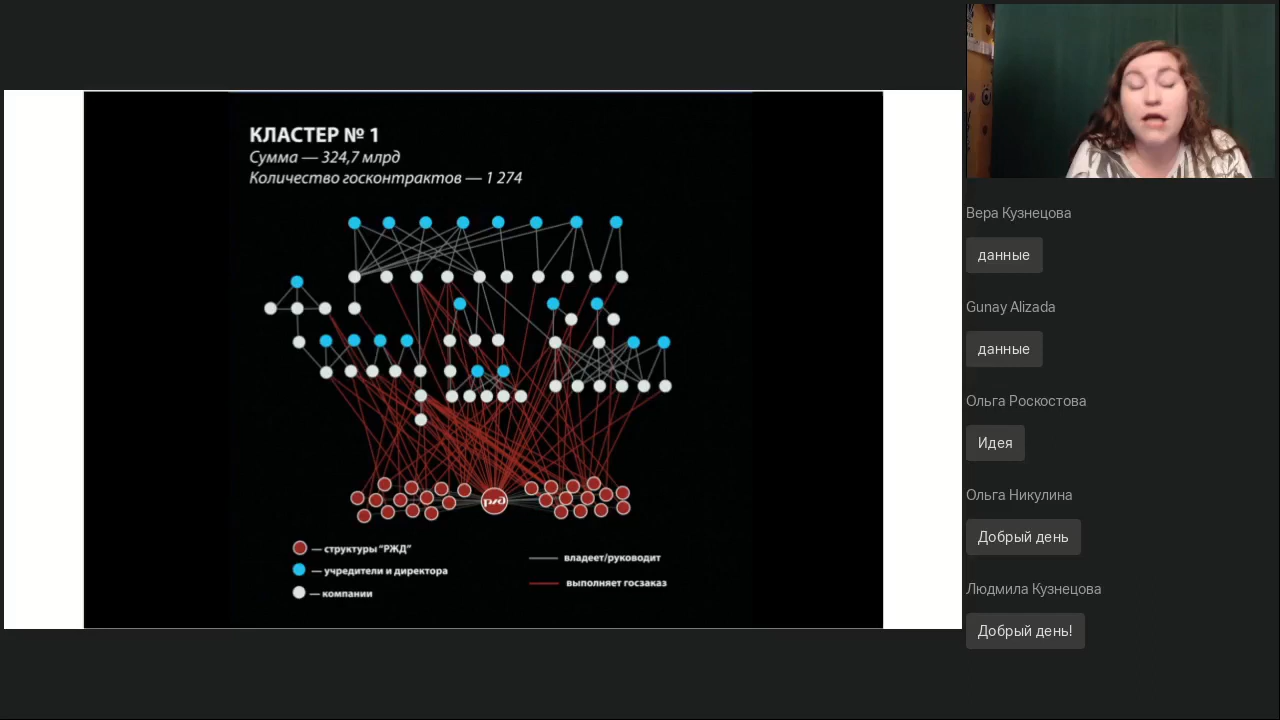 КЛАСТЕР № 1
Сумма — 324,7 млрд
Количество госконтрактов — 1 274
ржд
— структуры "РЖД"
— учредители и директора
— компании
владеет/руководит
выполняет госзаказ
Вера Кузнецова
данные
Gunay Alizada
данные
Ольга Роскостова
Идея
Ольга Никулина
Добрый день
Людмила Кузнецова
Добрый день!